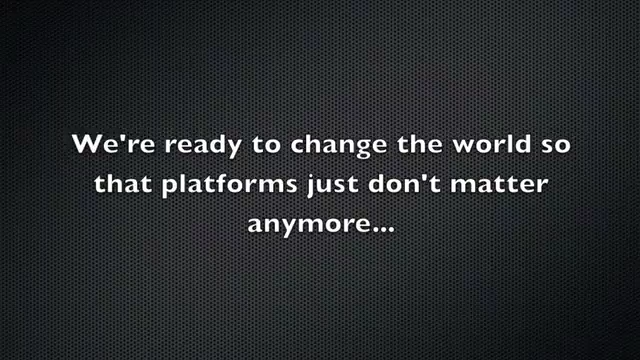 We're ready to change the world so
that platforms just don't matter
anymore...